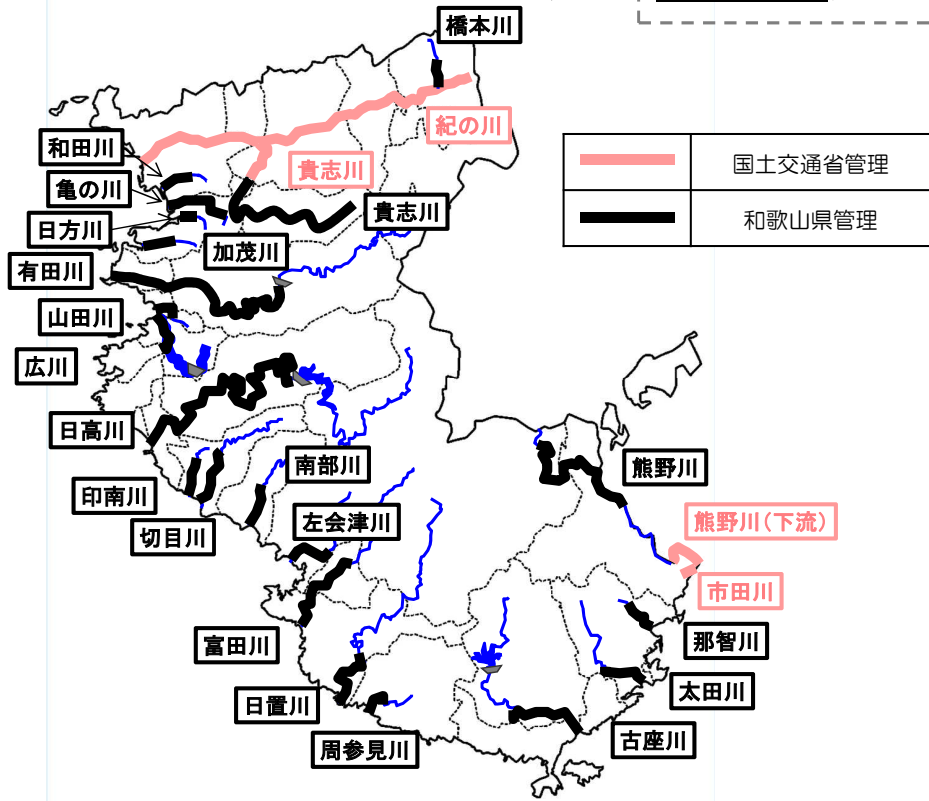 橋本川
紀の川
和田川
貴志川
国土交通省管理
亀の川
貴志川
和歌山県管理
日方川
加茂川
有田川
山田川
広川
日高川
南部川
熊野川
印南川
左会津川
熊野川(下流)
切目川
市田川
富田川
那智川
太田川
日置川
古座川
周参見川